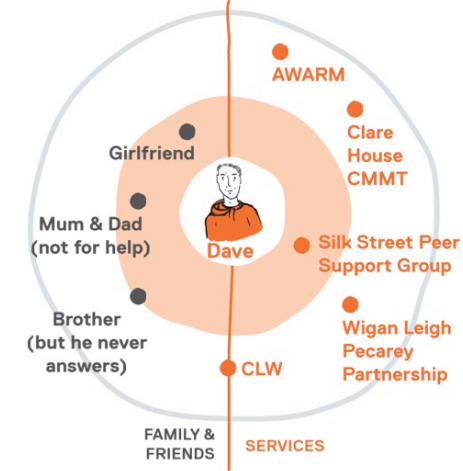 AWARM
Clare
House
CMMT
Girlfriend
Mum & Dad
(not for help)
Dave
Silk Street Peer
Support Group
Brother
(but he never
answers)
Wigan Leigh
Pecarey
Partnership
CLW
FAMILY &
FRIENDS
SERVICES